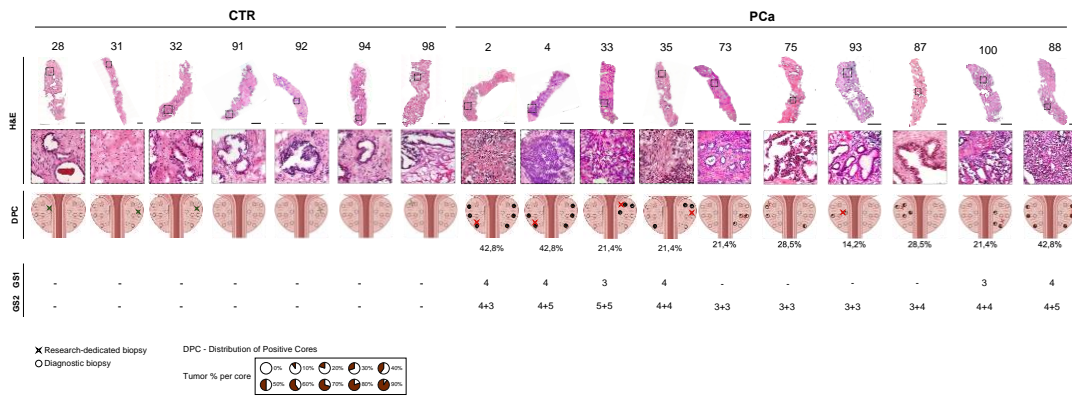 CTR PCa
28 31 32 91 92 94 98 2 4 33 35 73 75 93 87 100 88
H&E
DPC
42,8% 42,8% 21,4% 21,4% 21,4% 28,5% 14,2% 28,5% 21,4% 42,8%
GS1 - - - - - - - 4 4 3 4 - - - - 3 4
GS2 - - - - - - - 4+3 4+5 5+5 4+4 3+3 3+3 3+3 3+4 4+4 4+5
Research-dedicated biopsy DPC - Distribution of Positive Cores
Diagnostic biopsy
Tumor % per core
0% 10% 20% 30% 40%
50% 60% 70% 80% 90%